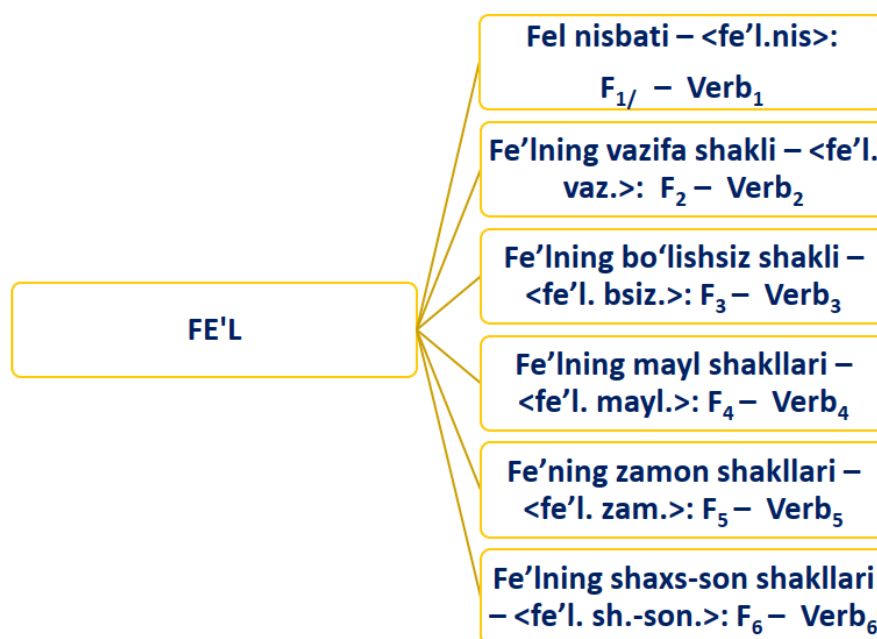 FE'L
Fel nisbati – <fe’l.nis>:
F₁/ – Verb₁
Fe’lning vazifa shakli – <fe’l.
vaz.>: F₂ – Verb₂
Fe’lning bo‘lishsiz shakli –
<fe’l. bsiz.>: F₃ – Verb₃
Fe’lning mayl shakllari –
<fe’l. mayl.>: F₄ – Verb₄
Fe’ning zamon shakllari –
<fe’l. zam.>: F₅ – Verb₅
Fe’lning shaxs-son shakllari
– <fe’l. sh.-son.>: F₆ – Verb₆